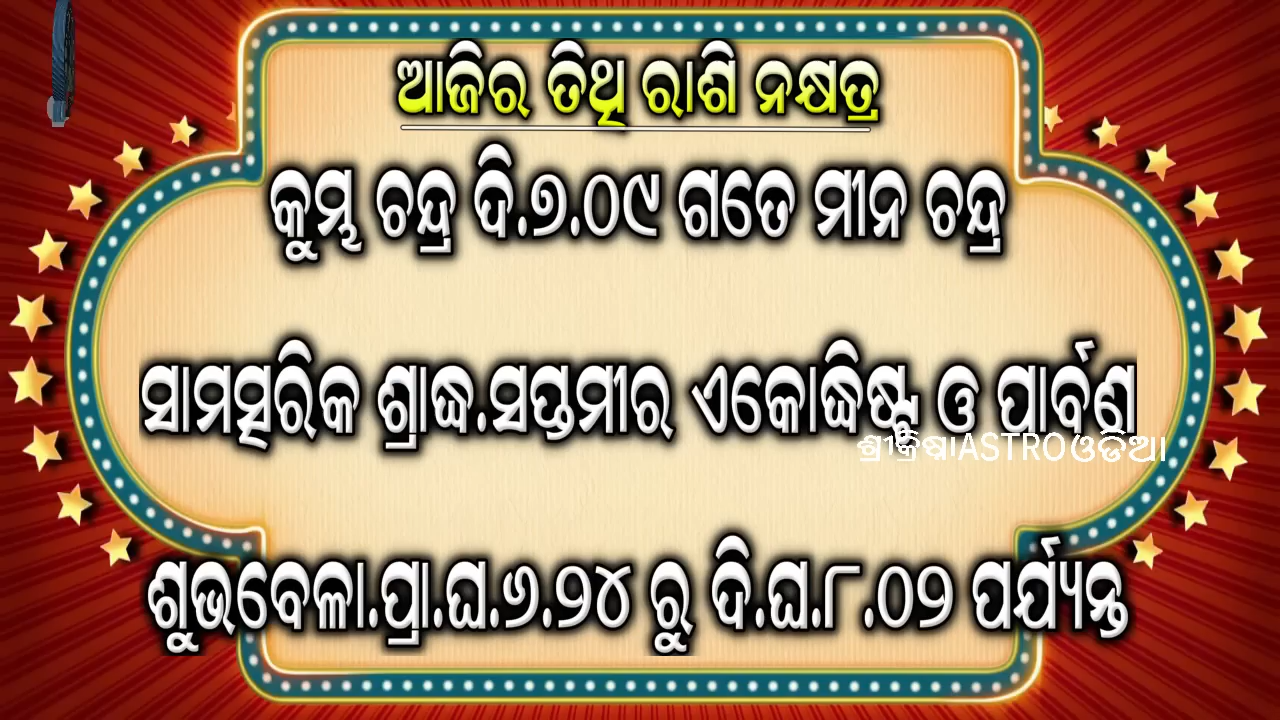 ଆଜିର ତିଥି ରାଶି ନକ୍ଷତ୍ର
କୁମ୍ଭ ଚନ୍ଦ୍ର ଦି.୭.୦୯ ଗତେ ମୀନ ଚନ୍ଦ୍ର
ସାମତ୍ସରିକ ଶ୍ରାଦ୍ଧ.ସପ୍ତମୀର ଏକୋଦ୍ଧିଷ୍ଟ ଓ ପାର୍ବଣ
ASTROଓଡିଆ
ଶୁଭବେଳା.ପ୍ରା.ଘ.୬.୨୪ ରୁ ଦି.ଘ.୮.୦୨ ପର୍ଯ୍ୟନ୍ତ